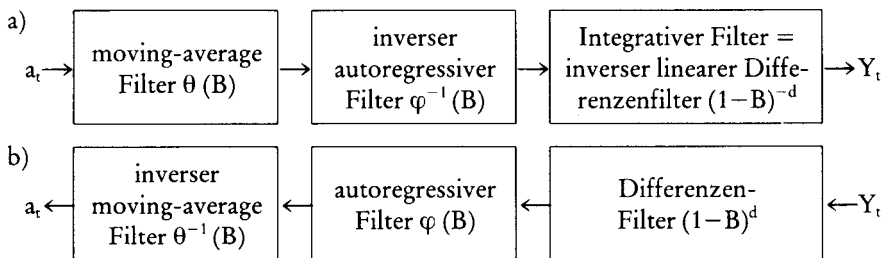 a)
a_t
moving-average
Filter θ (B)
inverser
autoregressiver
Filter φ⁻¹ (B)
Integrativer Filter =
inverser linearer Diffe-
renzenfilter (1−B)⁻ᵈ
Y_t
b)
a_t
inverser
moving-average
Filter θ⁻¹ (B)
autoregressiver
Filter φ (B)
Differenzen-
Filter (1−B)ᵈ
Y_t